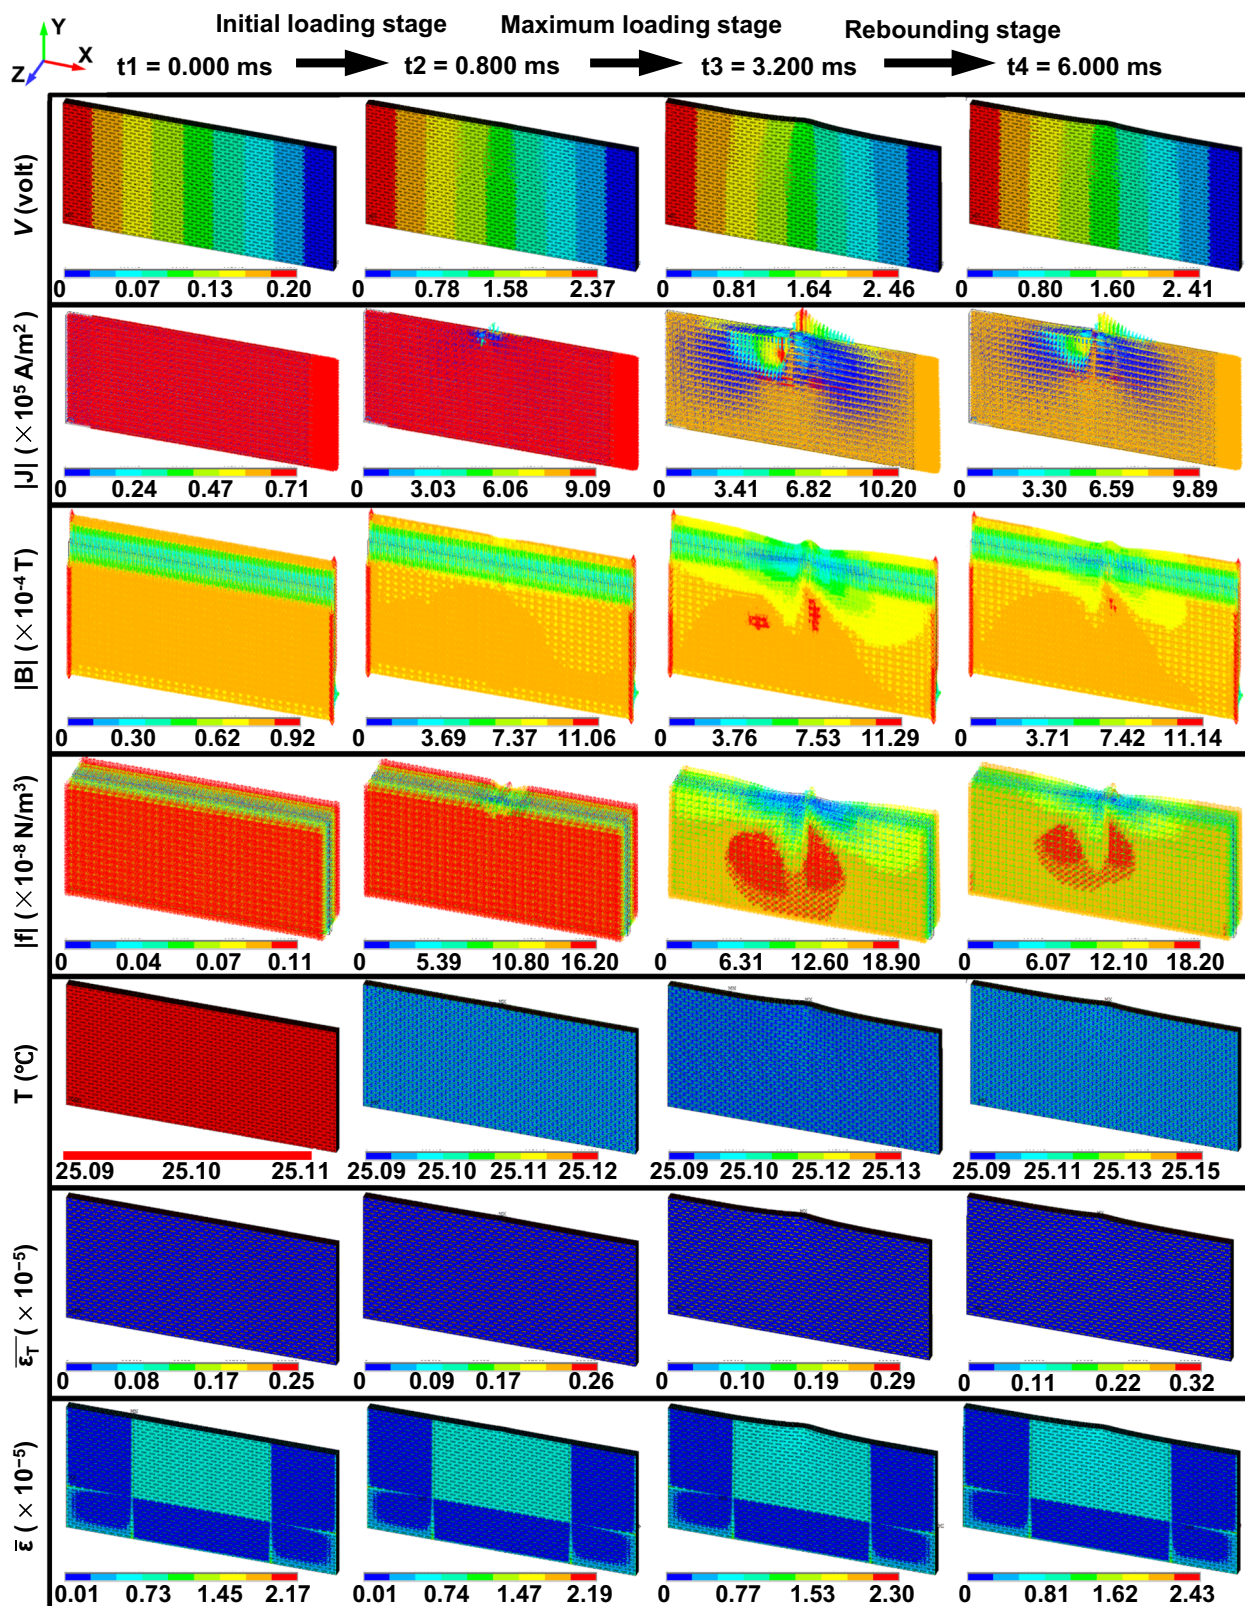 Initial loading stage Maximum loading stage Rebounding stage
Y
X
Z
t1 = 0.000 ms t2 = 0.800 ms t3 = 3.200 ms t4 = 6.000 ms
V (volt)
0 0.07 0.13 0.20
0 0.78 1.58 2.37
0 0.81 1.64 2. 46
0 0.80 1.60 2. 41
|J| (×10⁵ A/m²)
0 0.24 0.47 0.71
0 3.03 6.06 9.09
0 3.41 6.82 10.20
0 3.30 6.59 9.89
|B| (×10⁻⁴ T)
0 0.30 0.62 0.92
0 3.69 7.37 11.06
0 3.76 7.53 11.29
0 3.71 7.42 11.14
|f| (×10⁻⁸ N/m³)
0 0.04 0.07 0.11
0 5.39 10.80 16.20
0 6.31 12.60 18.90
0 6.07 12.10 18.20
T (℃)
25.09 25.10 25.11
25.09 25.10 25.11 25.12
25.09 25.10 25.12 25.13
25.09 25.11 25.13 25.15
ε̅_T (×10⁻⁵)
0 0.08 0.17 0.25
0 0.09 0.17 0.26
0 0.10 0.19 0.29
0 0.11 0.22 0.32
ε̅ (×10⁻⁵)
0.01 0.73 1.45 2.17
0.01 0.74 1.47 2.19
0 0.77 1.53 2.30
0 0.81 1.62 2.43